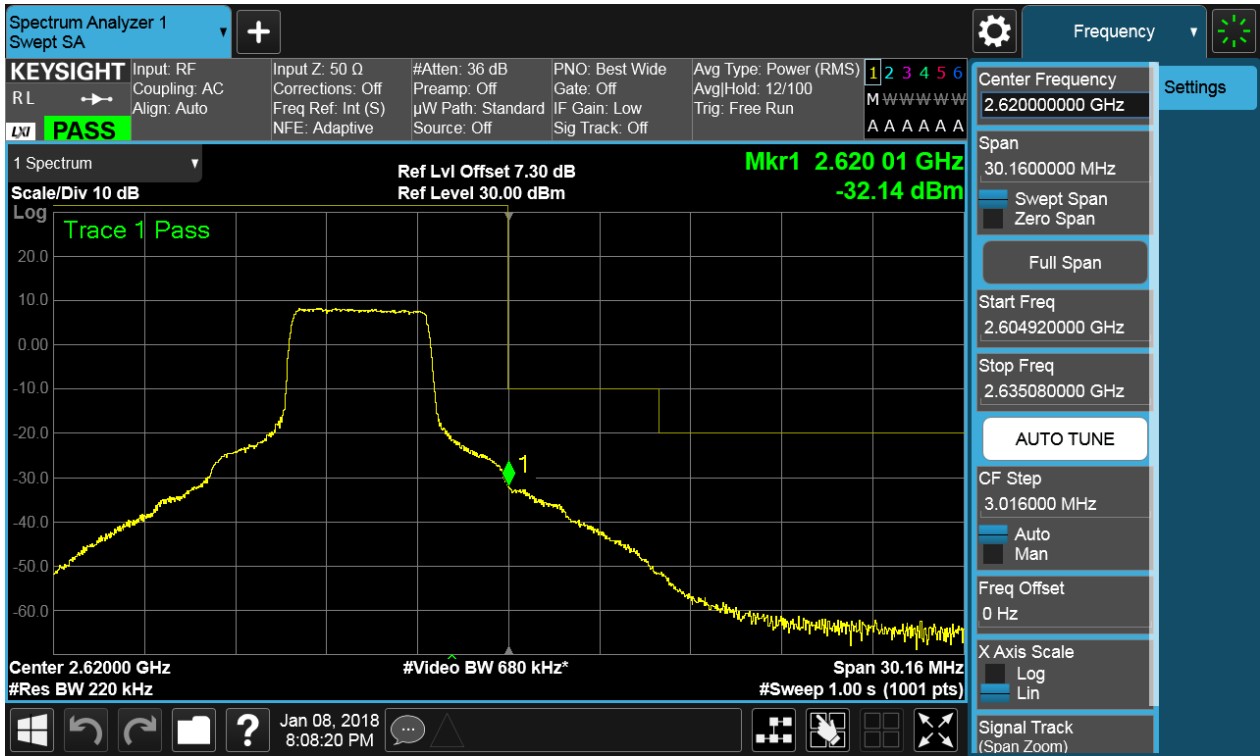 Spectrum Analyzer 1
Swept SA
Frequency
KEYSIGHT
R L
LXI
PASS
Input: RF
Coupling: AC
Align: Auto
Input Z: 50 Ω
Corrections: Off
Freq Ref: Int (S)
NFE: Adaptive
#Atten: 36 dB
Preamp: Off
µW Path: Standard
Source: Off
PNO: Best Wide
Gate: Off
IF Gain: Low
Sig Track: Off
Avg Type: Power (RMS)
Avg|Hold: 12/100
Trig: Free Run
1 2 3 4 5 6
M W W W W W
A A A A A A
1 Spectrum
Scale/Div 10 dB
Log
Ref Lvl Offset 7.30 dB
Ref Level 30.00 dBm
Mkr1 2.620 01 GHz
-32.14 dBm
Trace 1 Pass
20.0
10.0
0.00
-10.0
-20.0
-30.0
-40.0
-50.0
-60.0
1
Center 2.62000 GHz
#Res BW 220 kHz
#Video BW 680 kHz*
Span 30.16 MHz
#Sweep 1.00 s (1001 pts)
?
Jan 08, 2018
8:08:20 PM
Center Frequency
2.620000000 GHz
Settings
Span
30.1600000 MHz
Swept Span
Zero Span
Full Span
Start Freq
2.604920000 GHz
Stop Freq
2.635080000 GHz
AUTO TUNE
CF Step
3.016000 MHz
Auto
Man
Freq Offset
0 Hz
X Axis Scale
Log
Lin
Signal Track
(Span Zoom)